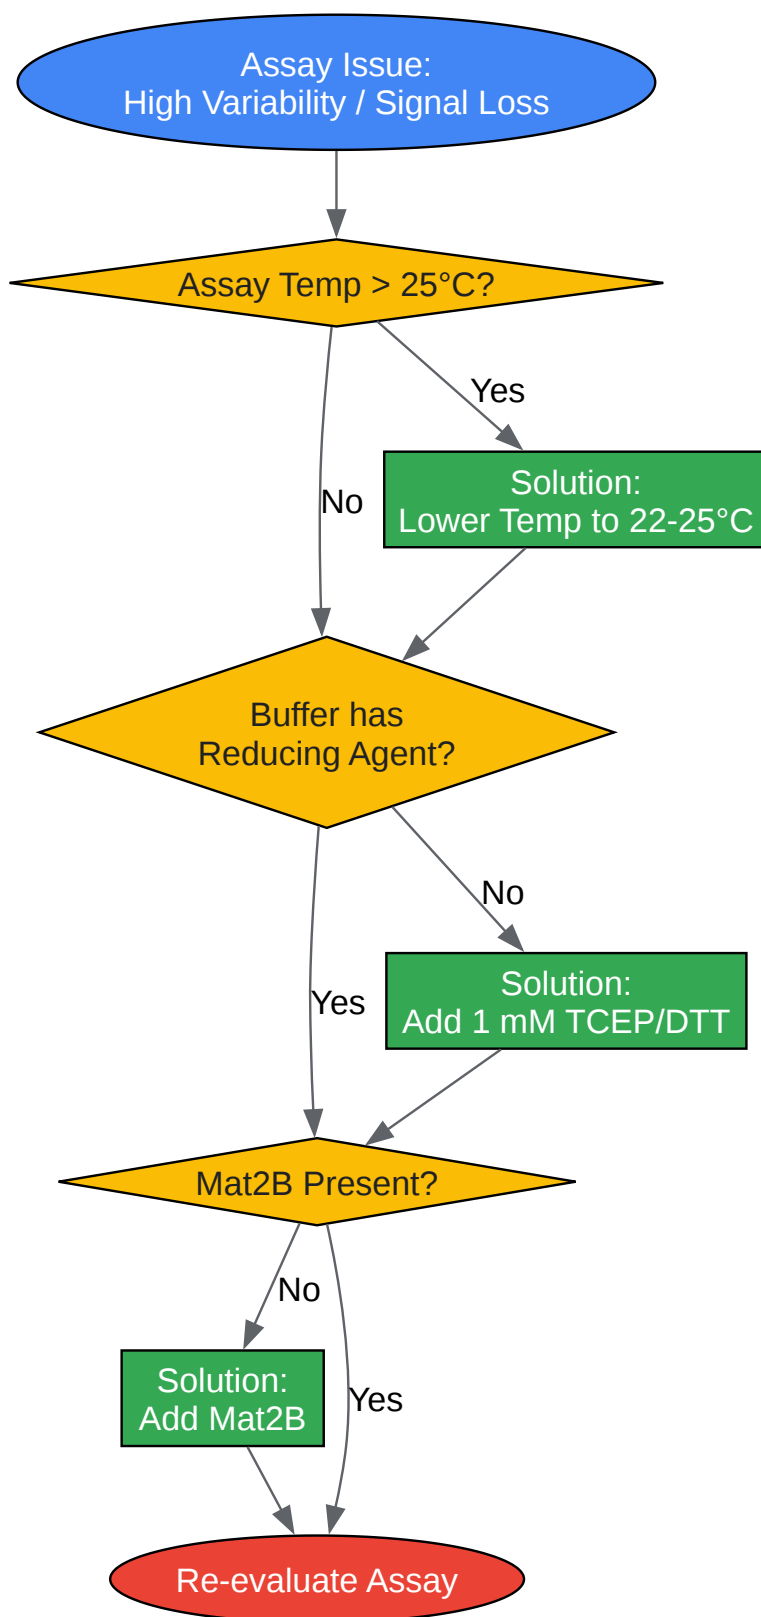 Assay Issue:
High Variability / Signal Loss
Assay Temp > 25°C?
Yes
Solution:
Lower Temp to 22-25°C
No
Buffer has
Reducing Agent?
No
Solution:
Add 1 mM TCEP/DTT
Yes
Mat2B Present?
No
Solution:
Add Mat2B
Yes
Re-evaluate Assay